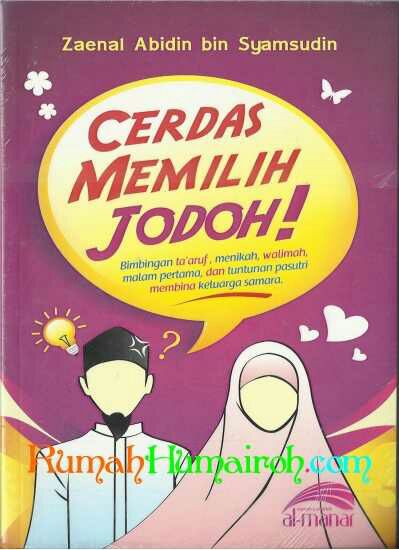 Zaenal Abidin bin Syamsudin
CERDAS
MEMILIH
JODOH!
Bimbingan ta'aruf, menikah, walimah,
malam pertama, dan tuntunan pasutri
membina keluarga samara.
?
RumahHumairoh.com
al-manar